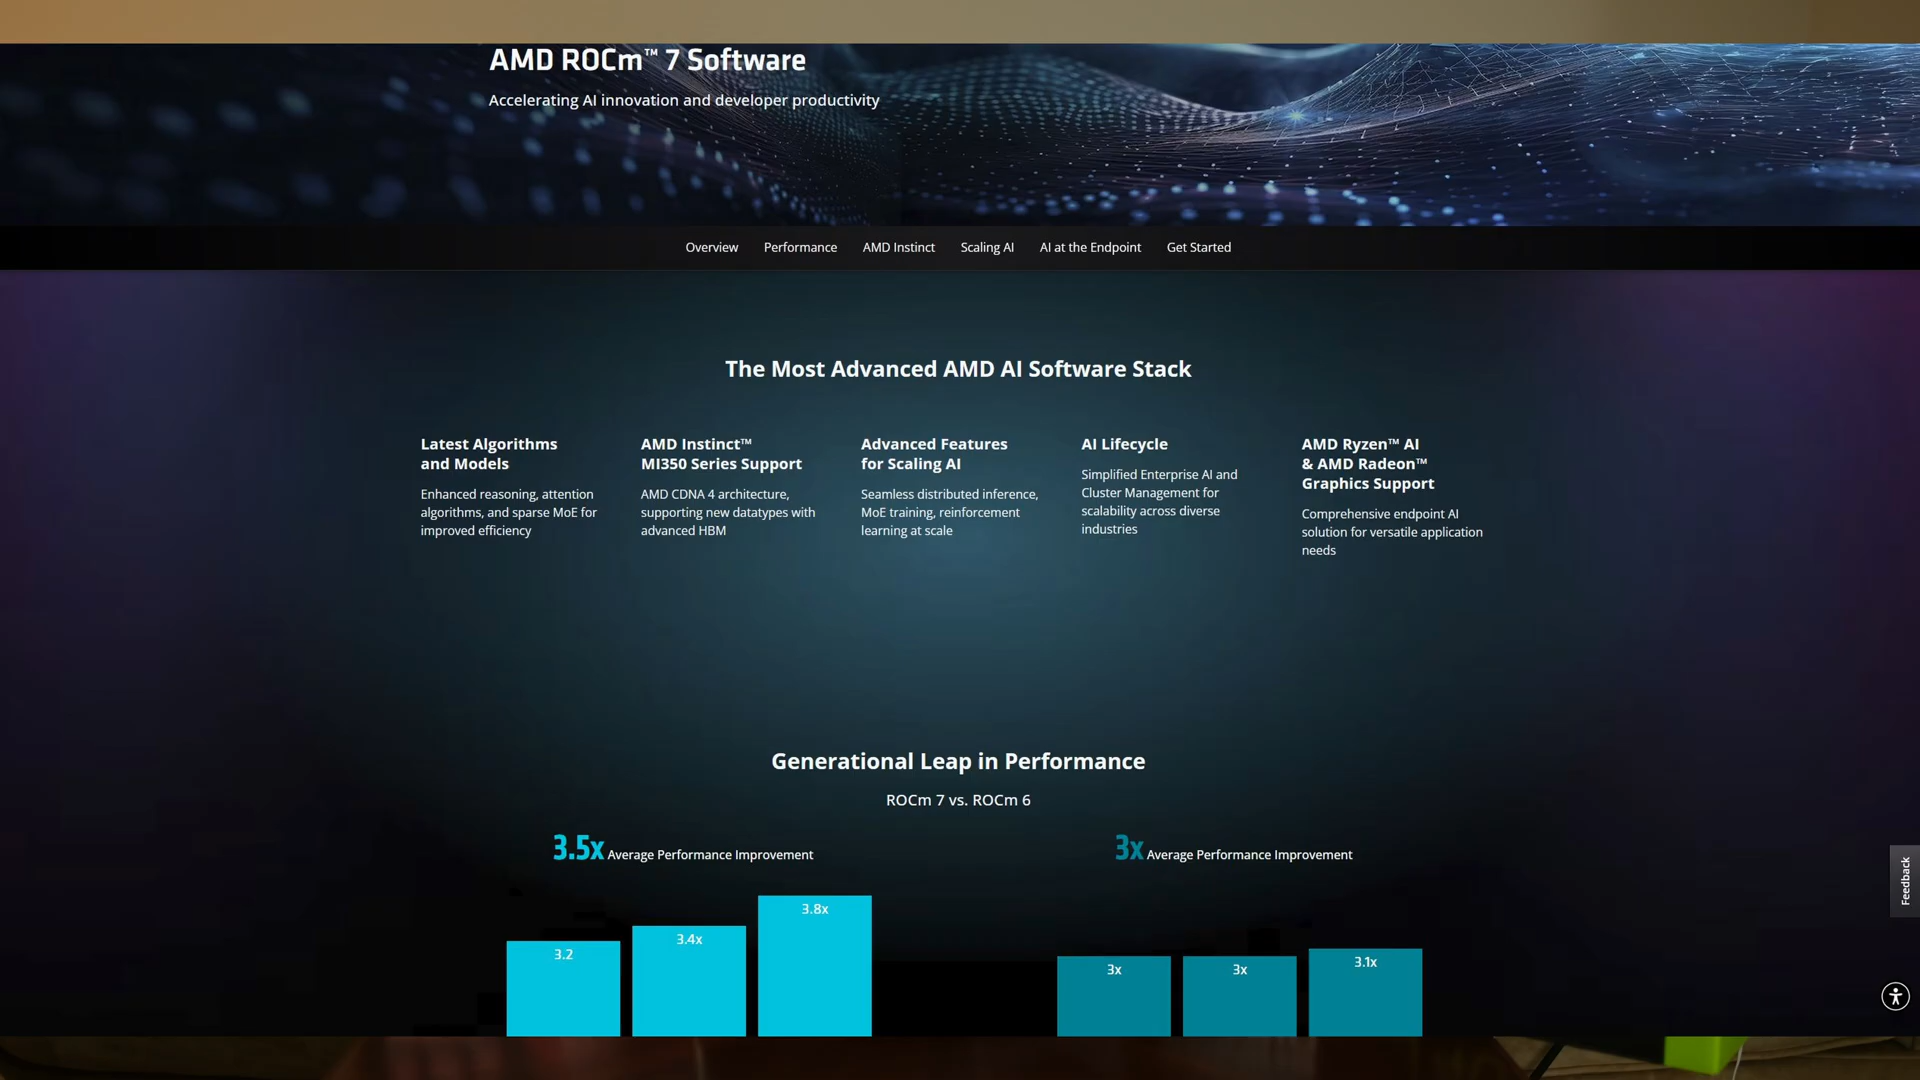 AMD ROCm™ 7 Software
Accelerating AI innovation and developer productivity
Overview Performance AMD Instinct Scaling AI AI at the Endpoint Get Started
The Most Advanced AMD AI Software Stack
Latest Algorithms
and Models
Enhanced reasoning, attention
algorithms, and sparse MoE for
improved efficiency
AMD Instinct™
MI350 Series Support
AMD CDNA 4 architecture,
supporting new datatypes with
advanced HBM
Advanced Features
for Scaling AI
Seamless distributed inference,
MoE training, reinforcement
learning at scale
AI Lifecycle
Simplified Enterprise AI and
Cluster Management for
scalability across diverse
industries
AMD Ryzen™ AI
& AMD Radeon™
Graphics Support
Comprehensive endpoint AI
solution for versatile application
needs
Generational Leap in Performance
ROCm 7 vs. ROCm 6
3.5x Average Performance Improvement
3.2
3.4x
3.8x
3x Average Performance Improvement
3x
3x
3.1x
Feedback